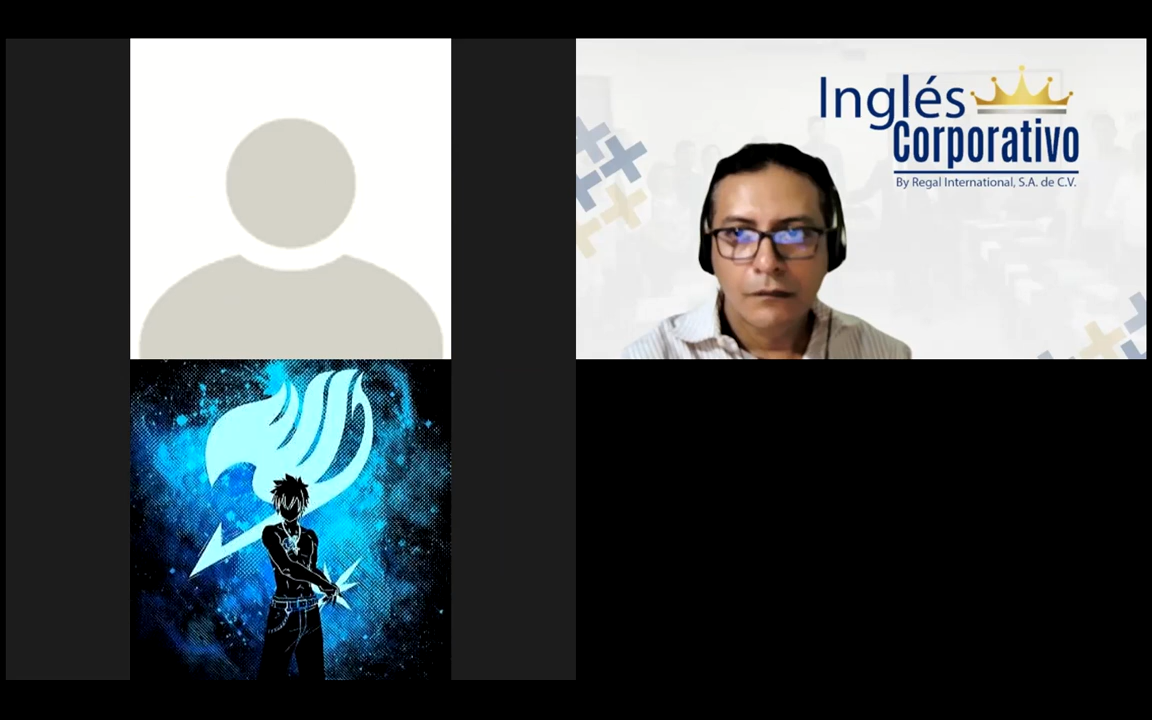 Inglés
Corporativo
By Regal International, S.A. de C.V.